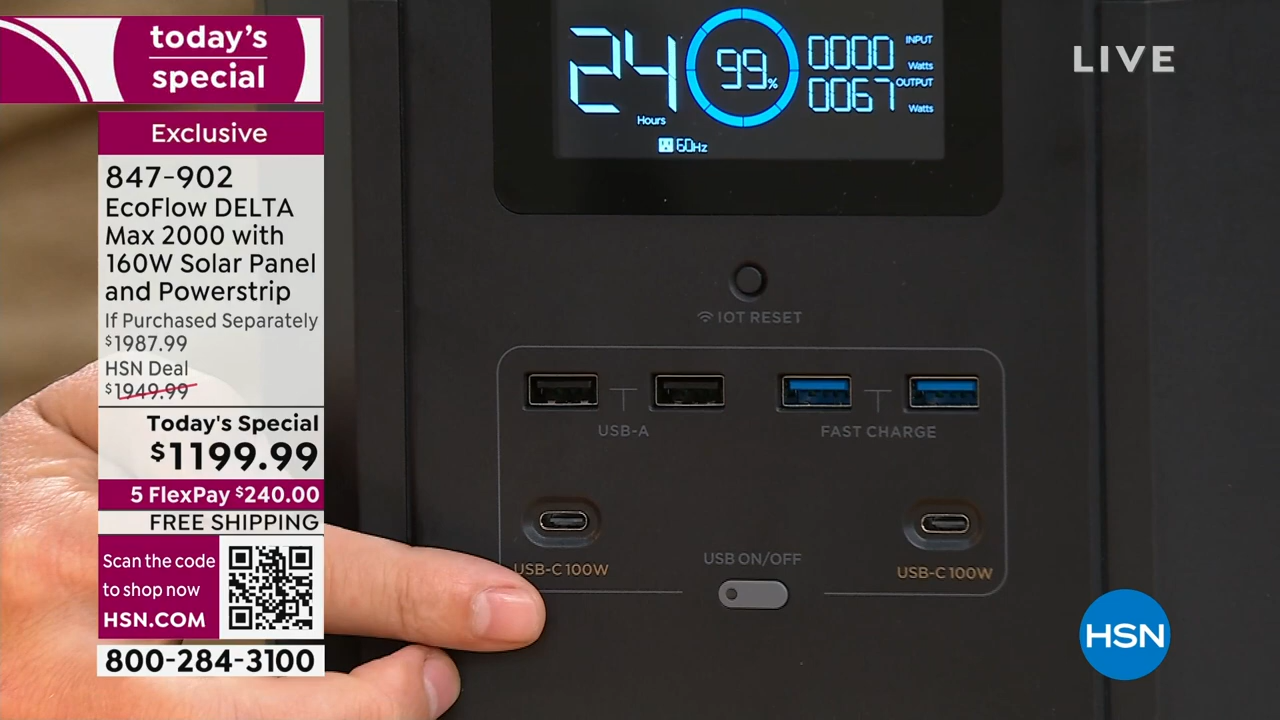 today's
special
Exclusive
847-902
EcoFlow DELTA
Max 2000 with
160W Solar Panel
and Powerstrip
If Purchased Separately
$1987.99
HSN Deal
$1949.99
Today's Special
$1199.99
5 FlexPay $240.00
FREE SHIPPING
Scan the code
to shop now
HSN.COM
800-284-3100
24 Hours
99%
0000 INPUT Watts
0067 OUTPUT Watts
60Hz
IOT RESET
USB-A
FAST CHARGE
USB-C 100W
USB ON/OFF
USB-C 100W
LIVE
HSN